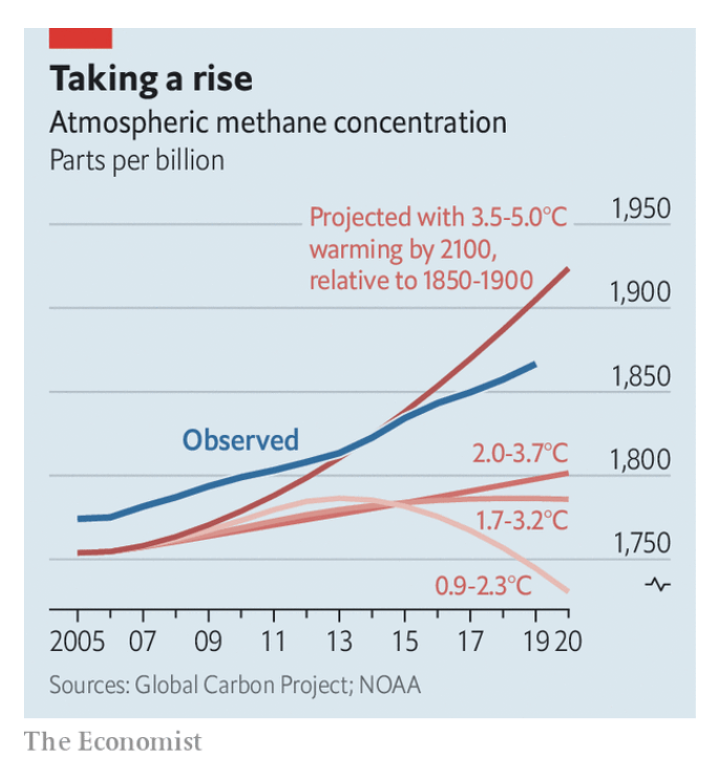 Taking a rise
Atmospheric methane concentration
Parts per billion
Projected with 3.5-5.0°C
warming by 2100,
relative to 1850-1900
1,950
1,900
1,850
Observed
2.0-3.7°C
1,800
1.7-3.2°C
1,750
0.9-2.3°C
2005 07 09 11 13 15 17 19 20
Sources: Global Carbon Project; NOAA
The Economist